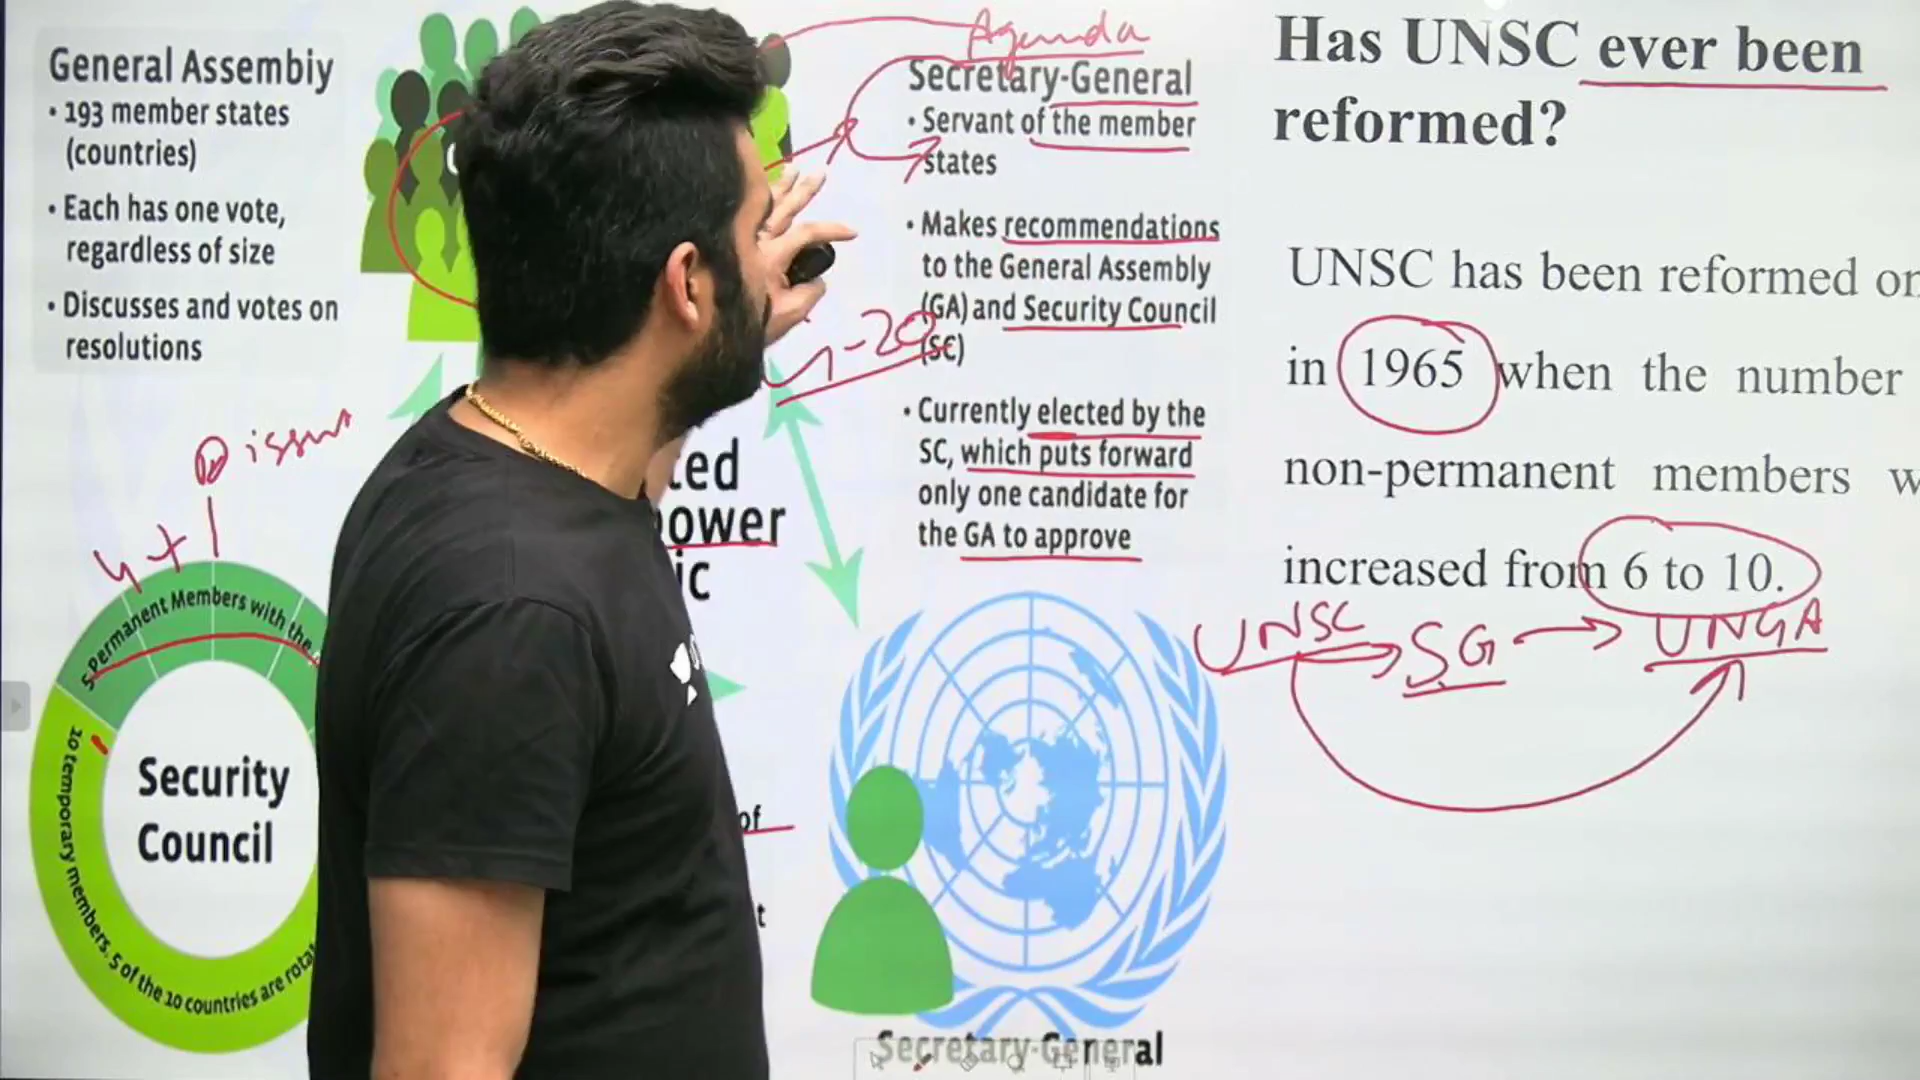 General Assembiy
• 193 member states
(countries)
• Each has one vote,
regardless of size
• Discusses and votes on
resolutions
issue
4 + 1
5 Permanent Members with the
10 temporary members. 5 of the 10 countries are rota
Security
Council
ted
power
ic
of
t
Agenda
Secretary-General
• Servant of the member
states
• Makes recommendations
to the General Assembly
(GA) and Security Council
(SC)
• Currently elected by the
SC, which puts forward
only one candidate for
the GA to approve
Secretary-General
Has UNSC ever been
reformed?
UNSC has been reformed on
in 1965 when the number
non-permanent members w
increased from 6 to 10.
UNSC → SG → UNGA